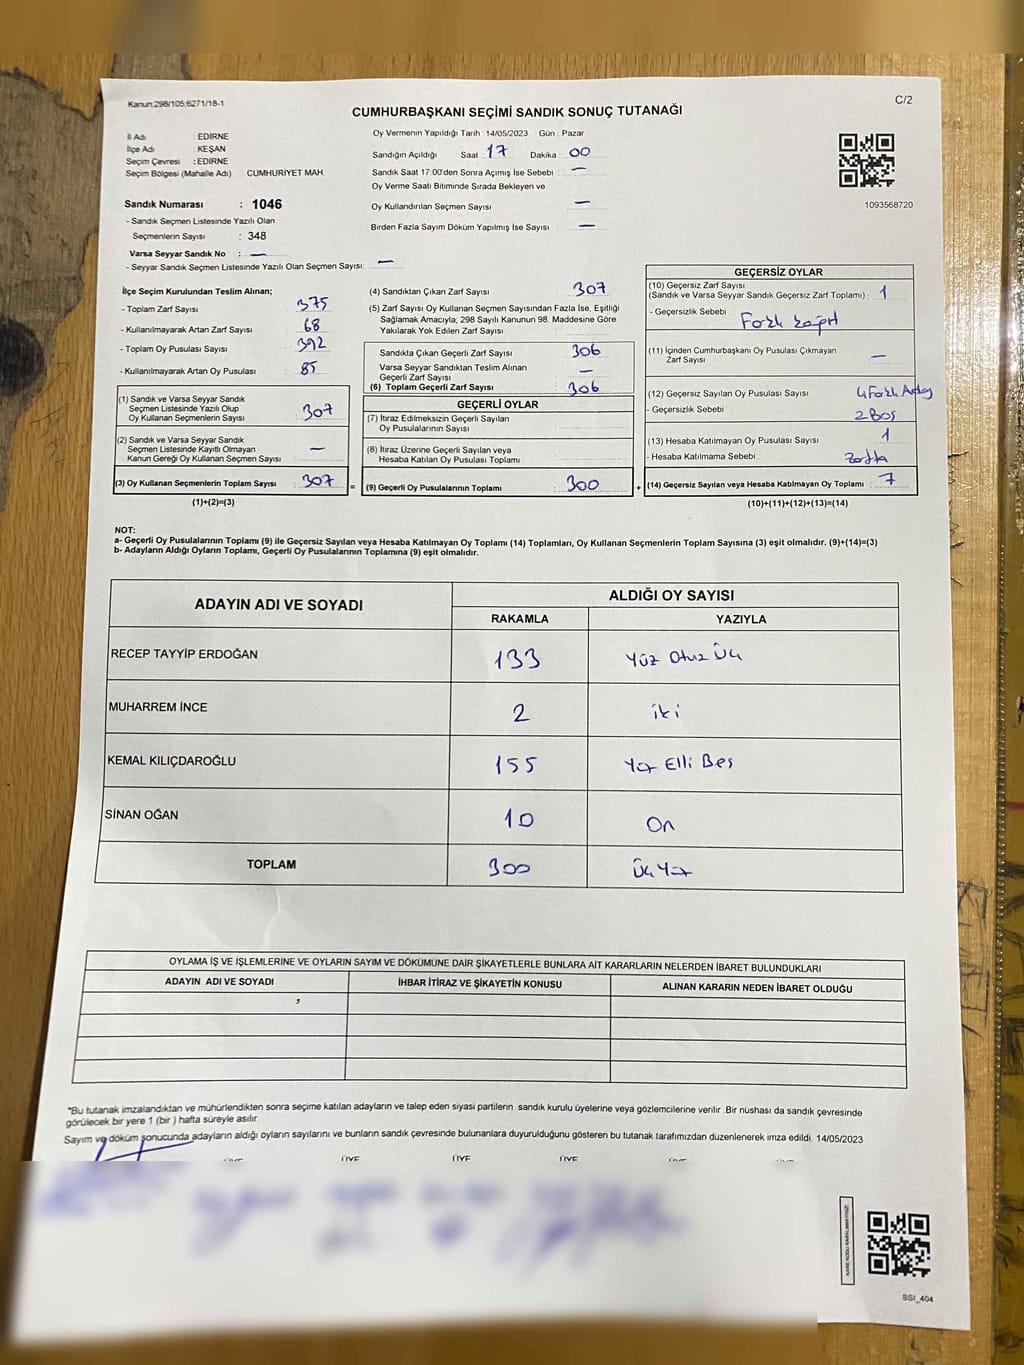 Kanun:298/105;6271/18-1
C/2
CUMHURBAŞKANI SEÇİMİ SANDIK SONUÇ TUTANAĞI
İl Adı : EDİRNE
İlçe Adı : KEŞAN
Seçim Çevresi : EDİRNE
Seçim Bölgesi (Mahalle Adı) : CUMHURİYET MAH.
Oy Vermenin Yapıldığı Tarih : 14/05/2023 Gün : Pazar
Sandığın Açıldığı Saat : 17 Dakika : 00
Sandık Saat 17:00'den Sonra Açımış İse Sebebi : —
Oy Verme Saati Bitiminde Sırada Bekleyen ve
Oy Kullandırılan Seçmen Sayısı : —
Birden Fazla Sayım Döküm Yapılmış İse Sayısı : —
1093568720
Sandık Numarası : 1046
- Sandık Seçmen Listesinde Yazılı Olan
Seçmenlerin Sayısı : 348
Varsa Seyyar Sandık No : —
- Seyyar Sandık Seçmen Listesinde Yazılı Olan Seçmen Sayısı: —
İlçe Seçim Kurulundan Teslim Alınan;
- Toplam Zarf Sayısı : 375
- Kullanılmayarak Artan Zarf Sayısı : 68
- Toplam Oy Pusulası Sayısı : 392
- Kullanılmayarak Artan Oy Pusulası : 85
(1) Sandık ve Varsa Seyyar Sandık
Seçmen Listesinde Yazılı Olup
Oy Kullanan Seçmenlerin Sayısı : 307
(2) Sandık ve Varsa Seyyar Sandık
Seçmen Listesinde Kayıtlı Olmayan
Kanun Gereği Oy Kullanan Seçmen Sayısı : —
(3) Oy Kullanan Seçmenlerin Toplam Sayısı : 307
(1)+(2)=(3)
(4) Sandıktan Çıkan Zarf Sayısı : 307
(5) Zarf Sayısı Oy Kullanan Seçmen Sayısından Fazla İse, Eşitliği
Sağlamak Amacıyla; 298 Sayılı Kanunun 98. Maddesine Göre
Yakılarak Yok Edilen Zarf Sayısı :
Sandıkta Çıkan Geçerli Zarf Sayısı : 306
Varsa Seyyar Sandıktan Teslim Alınan
Geçerli Zarf Sayısı : —
(6) Toplam Geçerli Zarf Sayısı : 306
GEÇERLİ OYLAR
(7) İtiraz Edilmeksizin Geçerli Sayılan
Oy Pusulalarının Sayısı :
(8) İtiraz Üzerine Geçerli Sayılan veya
Hesaba Katılan Oy Pusulası Toplamı :
= (9) Geçerli Oy Pusulalarının Toplamı : 300
GEÇERSİZ OYLAR
(10) Geçersiz Zarf Sayısı
(Sandık ve Varsa Seyyar Sandık Geçersiz Zarf Toplamı) : 1
- Geçersizlik Sebebi :
(11) İçinden Cumhurbaşkanı Oy Pusulası Çıkmayan
Zarf Sayısı : —
(12) Geçersiz Sayılan Oy Pusulası Sayısı : 4
- Geçersizlik Sebebi : 2 Boş
(13) Hesaba Katılmayan Oy Pusulası Sayısı : 1
- Hesaba Katılmama Sebebi :
+ (14) Geçersiz Sayılan veya Hesaba Katılmayan Oy Toplamı : 7
(10)+(11)+(12)+(13)=(14)
NOT:
a- Geçerli Oy Pusulalarının Toplamı (9) ile Geçersiz Sayılan veya Hesaba Katılmayan Oy Toplamı (14) Toplamları, Oy Kullanan Seçmenlerin Toplam Sayısına (3) eşit olmalıdır. (9)+(14)=(3)
b- Adayların Aldığı Oyların Toplamı, Geçerli Oy Pusulalarının Toplamına (9) eşit olmalıdır.
ADAYIN ADI VE SOYADI
ALDIĞI OY SAYISI
RAKAMLA YAZIYLA
RECEP TAYYİP ERDOĞAN 133 Yüz Otuz Üç
MUHARREM İNCE 2 iki
KEMAL KILIÇDAROĞLU 155 Yüz Elli Beş
SİNAN OĞAN 10 On
TOPLAM 300 Üç Yüz
OYLAMA İŞ VE İŞLEMLERİNE VE OYLARIN SAYIM VE DÖKÜMÜNE DAİR ŞİKAYETLERLE BUNLARA AİT KARARLARIN NELERDEN İBARET BULUNDUKLARI
ADAYIN ADI VE SOYADI İHBAR İTİRAZ VE ŞİKAYETİN KONUSU ALINAN KARARIN NEDEN İBARET OLDUĞU
*Bu tutanak imzalandıktan ve mühürlendikten sonra seçime katılan adayların ve talep eden siyasi partilerin sandık kurulu üyelerine veya gözlemcilerine verilir. Bir nüshası da sandık çevresinde
görülecek bir yere 1 (bir) hafta süreyle asılır.
Sayım ve döküm sonucunda adayların aldığı oyların sayılarını ve bunların sandık çevresinde bulunanlara duyurulduğunu gösteren bu tutanak tarafımızdan düzenlenerek imza edildi. 14/05/2023
ÜYE ÜYE ÜYE
SSI_404